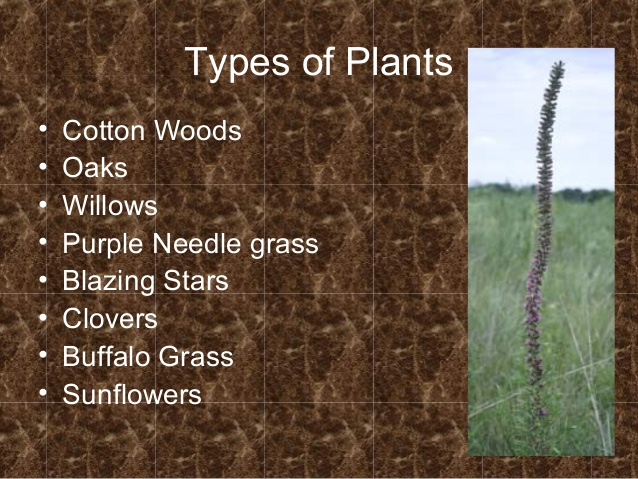 Types of Plants
• Cotton Woods
• Oaks
• Willows
• Purple Needle grass
• Blazing Stars
• Clovers
• Buffalo Grass
• Sunflowers